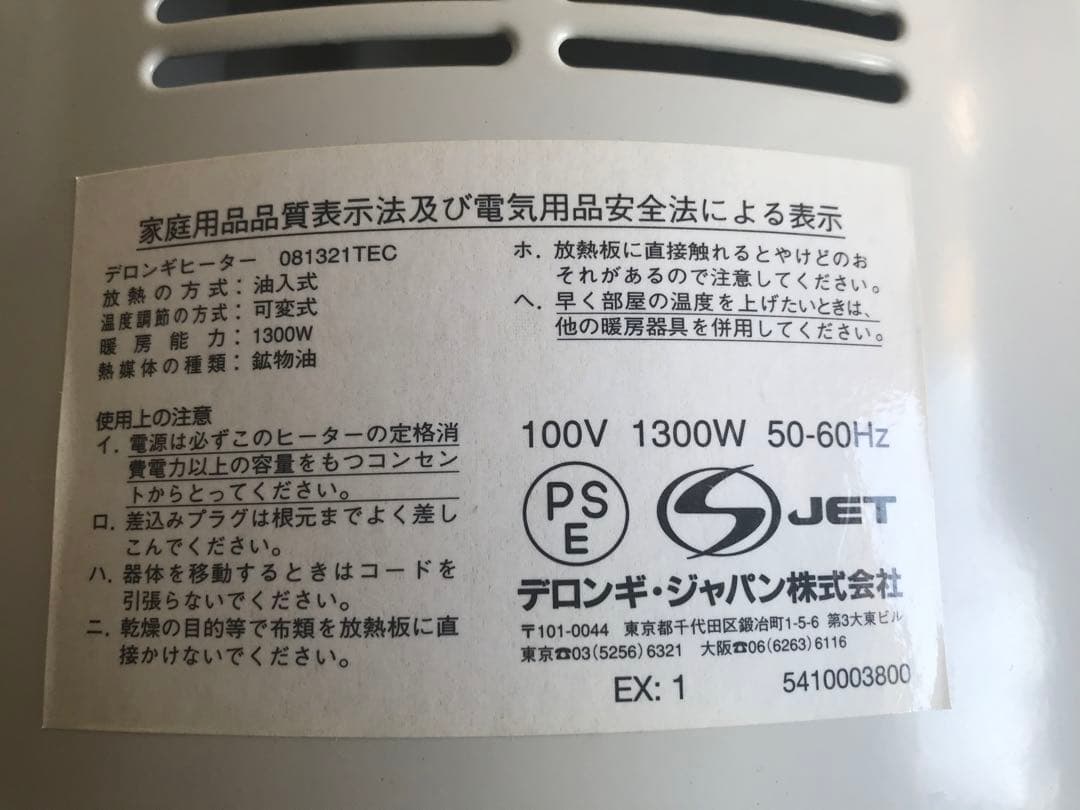 家庭用品品質表示法及び電気用品安全法による表示
デロンギヒーター 081321TEC
放熱の方式：油入式
温度調節の方式：可変式
暖房能力：1300W
熱媒体の種類：鉱物油
使用上の注意
イ．電源は必ずこのヒーターの定格消
費電力以上の容量をもつコンセン
トからとってください。
ロ．差込みプラグは根元までよく差し
こんでください。
ハ．器体を移動するときはコードを
引張らないでください。
ニ．乾燥の目的等で布類を放熱板に直
接かけないでください。
ホ．放熱板に直接触れるとやけどのお
それがあるので注意してください。
ヘ．早く部屋の温度を上げたいときは、
他の暖房器具を併用してください。
100V 1300W 50-60Hz
PS
E
JET
デロンギ・ジャパン株式会社
〒101-0044 東京都千代田区鍛冶町1-5-6 第3大東ビル
東京☎03(5256)6321 大阪☎06(6263)6116
EX: 1 5410003800